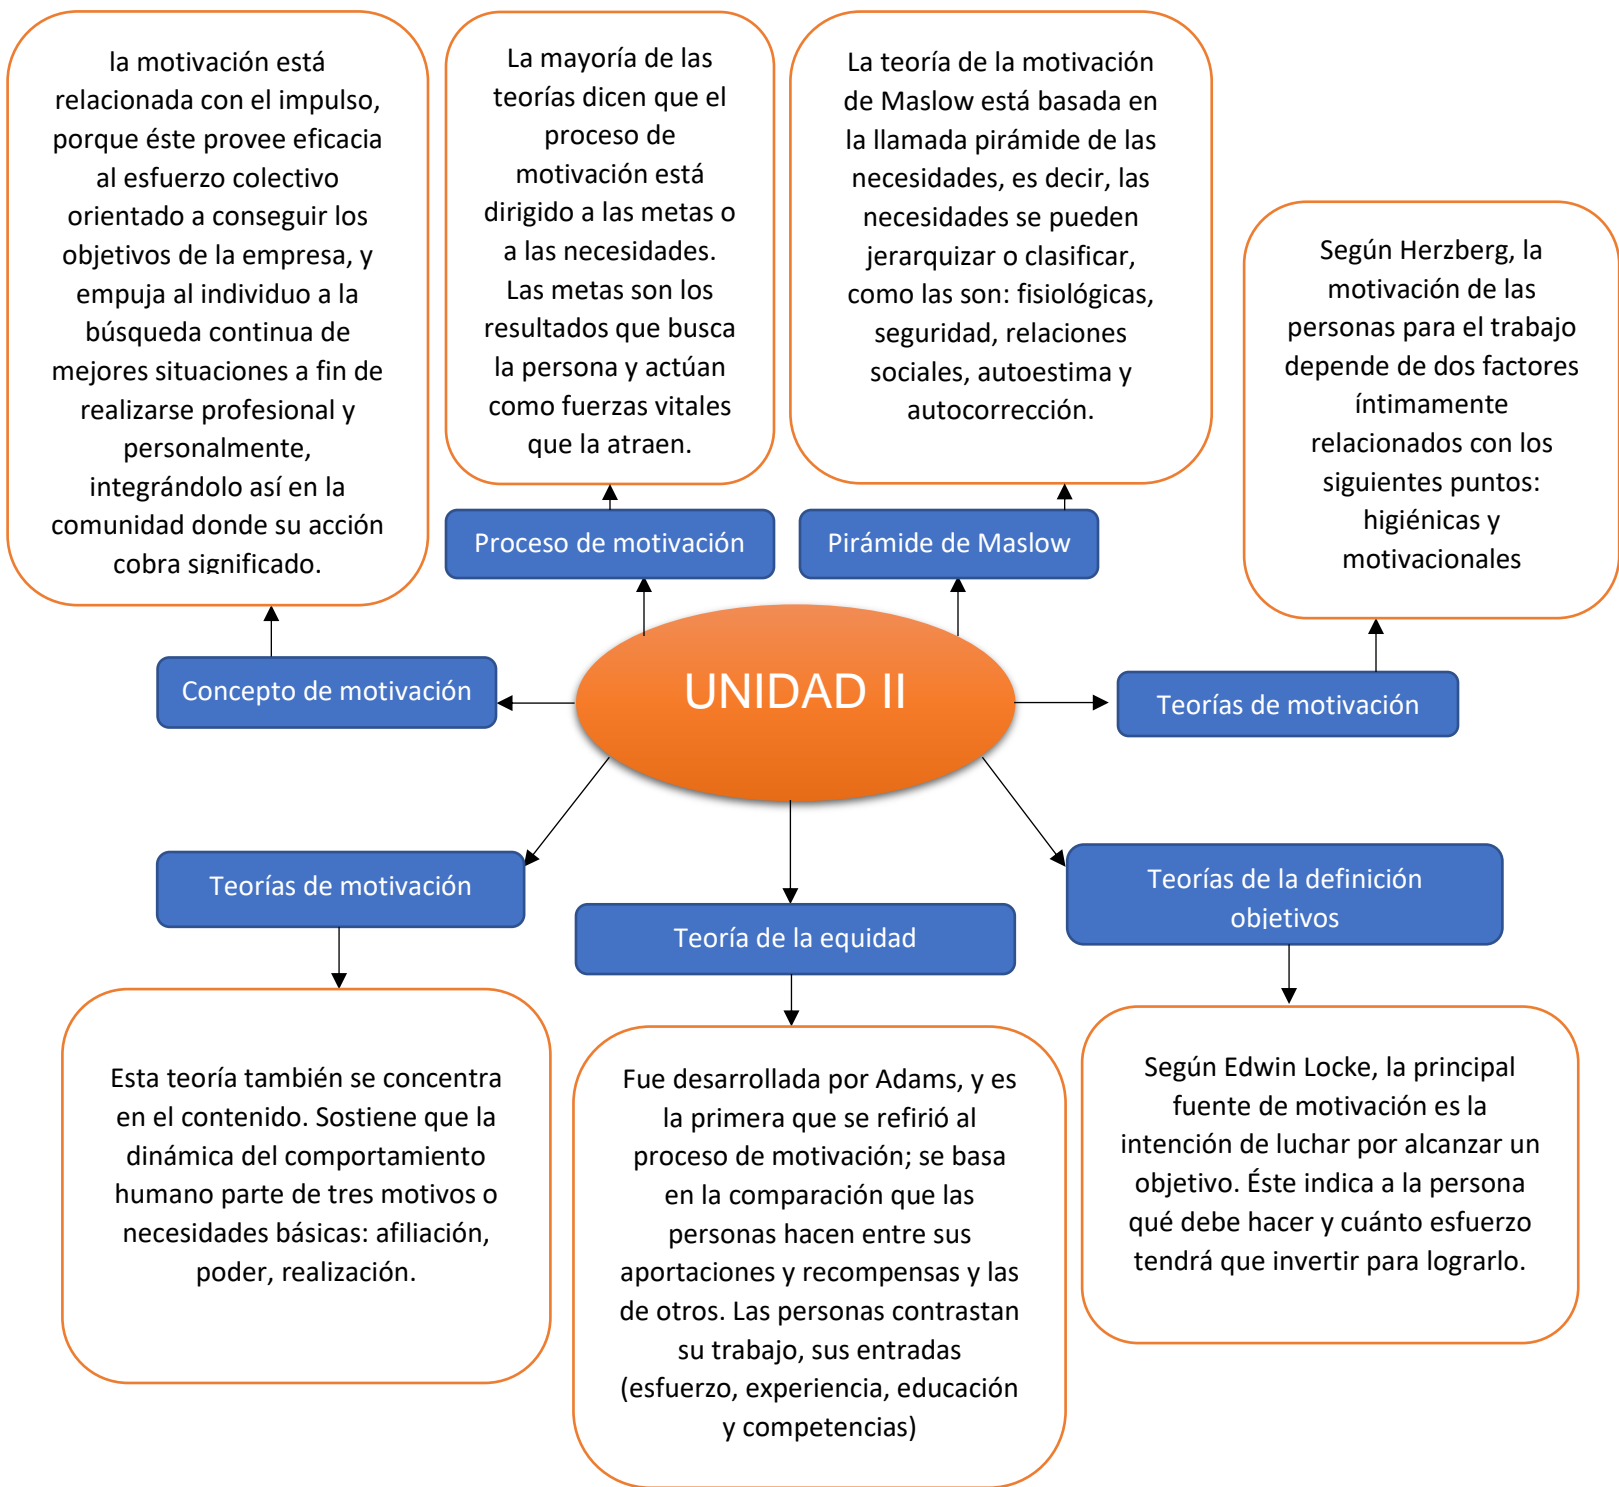 la motivación está
relacionada con el impulso,
porque éste provee eficacia
al esfuerzo colectivo
orientado a conseguir los
objetivos de la empresa, y
empuja al individuo a la
búsqueda continua de
mejores situaciones a fin de
realizarse profesional y
personalmente,
integrándolo así en la
comunidad donde su acción
cobra significado.
La mayoría de las
teorías dicen que el
proceso de
motivación está
dirigido a las metas o
a las necesidades.
Las metas son los
resultados que busca
la persona y actúan
como fuerzas vitales
que la atraen.
La teoría de la motivación
de Maslow está basada en
la llamada pirámide de las
necesidades, es decir, las
necesidades se pueden
jerarquizar o clasificar,
como las son: fisiológicas,
seguridad, relaciones
sociales, autoestima y
autocorrección.
Según Herzberg, la
motivación de las
personas para el trabajo
depende de dos factores
íntimamente
relacionados con los
siguientes puntos:
higiénicas y
motivacionales
Proceso de motivación
Pirámide de Maslow
Concepto de motivación
UNIDAD II
Teorías de motivación
Teorías de motivación
Teoría de la equidad
Teorías de la definición
objetivos
Esta teoría también se concentra
en el contenido. Sostiene que la
dinámica del comportamiento
humano parte de tres motivos o
necesidades básicas: afiliación,
poder, realización.
Fue desarrollada por Adams, y es
la primera que se refirió al
proceso de motivación; se basa
en la comparación que las
personas hacen entre sus
aportaciones y recompensas y las
de otros. Las personas contrastan
su trabajo, sus entradas
(esfuerzo, experiencia, educación
y competencias)
Según Edwin Locke, la principal
fuente de motivación es la
intención de luchar por alcanzar un
objetivo. Éste indica a la persona
qué debe hacer y cuánto esfuerzo
tendrá que invertir para lograrlo.